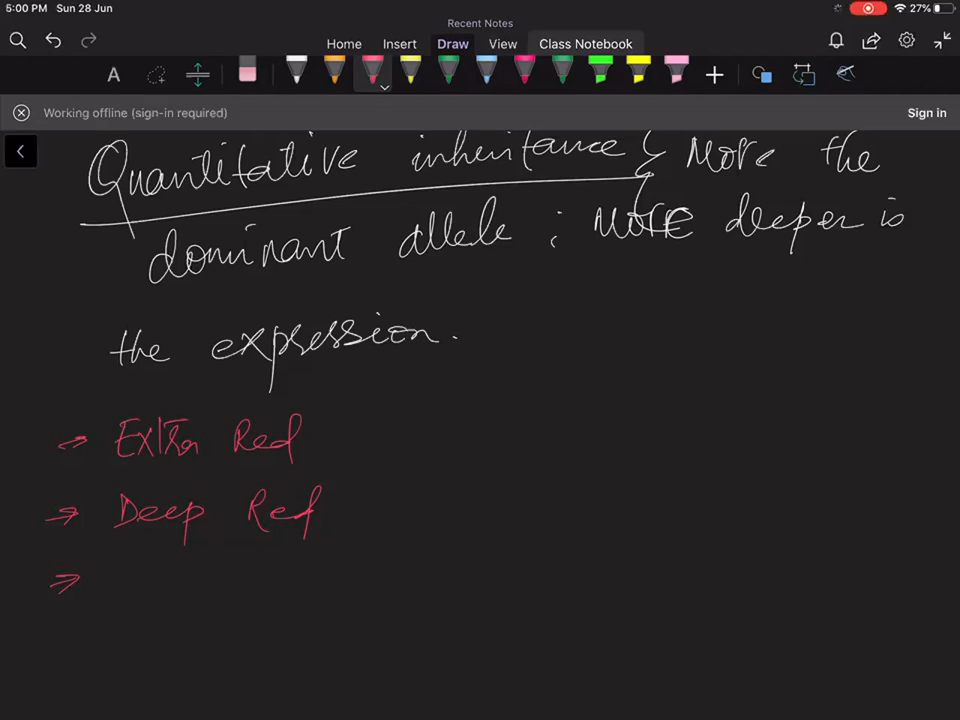 5:00 PM Sun 28 Jun
27%
Recent Notes
Home Insert Draw View Class Notebook
A
Working offline (sign-in required) Sign in
Quantitative inheritance More the
dominant allele ; more deeper is
the expression.
→ Extra Red
→ Deep Red
→